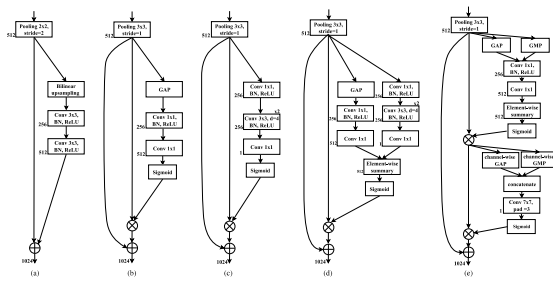 Pooling 2x2,
stride=2
512
Bilinear
upsampling
Conv 3x3,
BN, ReLU
256
Conv 3x3,
BN, ReLU
512
1024
(a)
Pooling 3x3,
stride=1
512
GAP
Conv 1x1,
BN, ReLU
256
Conv 1x1
512
Sigmoid
1024
(b)
Pooling 3x3,
stride=1
512
Conv 1x1,
BN, ReLU
256
x2
Conv 3x3, d=4
BN, ReLU
256
Conv 1x1
1
Sigmoid
1024
(c)
Pooling 3x3,
stride=1
512
GAP
Conv 1x1,
BN, ReLU
256
Conv 1x1,
BN, ReLU
256
x2
Conv 3x3, d=4
BN, ReLU
256
Conv 1x1
512
Conv 1x1
1
Element-wise
summary
512
Sigmoid
1024
(d)
Pooling 3x3,
stride=1
512
GAP
GMP
Conv 1x1,
BN, ReLU
256
Conv 1x1
512
Element-wise
summary
512
Sigmoid
channel-wise
GAP
channel-wise
GMP
concatenate
Conv 7x7,
pad =3
1
Sigmoid
1024
(e)